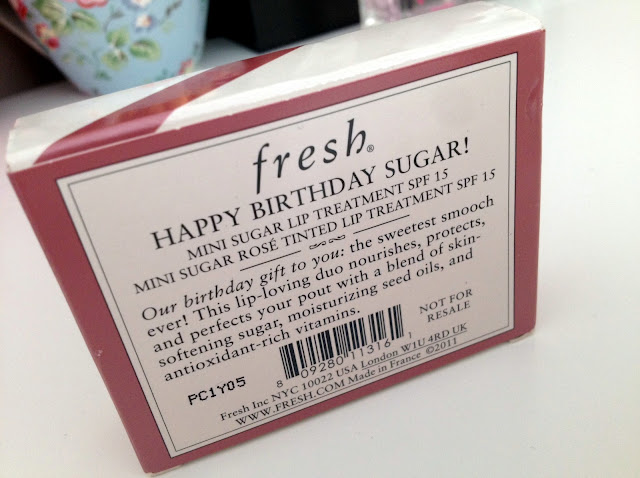 fresh®
HAPPY BIRTHDAY SUGAR!
MINI SUGAR LIP TREATMENT SPF 15
MINI SUGAR ROSÉ TINTED LIP TREATMENT SPF 15
Our birthday gift to you: the sweetest smooch
ever! This lip-loving duo nourishes, protects,
and perfects your pout with a blend of skin-
softening sugar, moisturizing seed oils, and
antioxidant-rich vitamins.
NOT FOR
RESALE
8 09280 11316 1
PC1Y05
Fresh Inc NYC 10022 USA London W1U 4RD UK
WWW.FRESH.COM Made in France ©2011